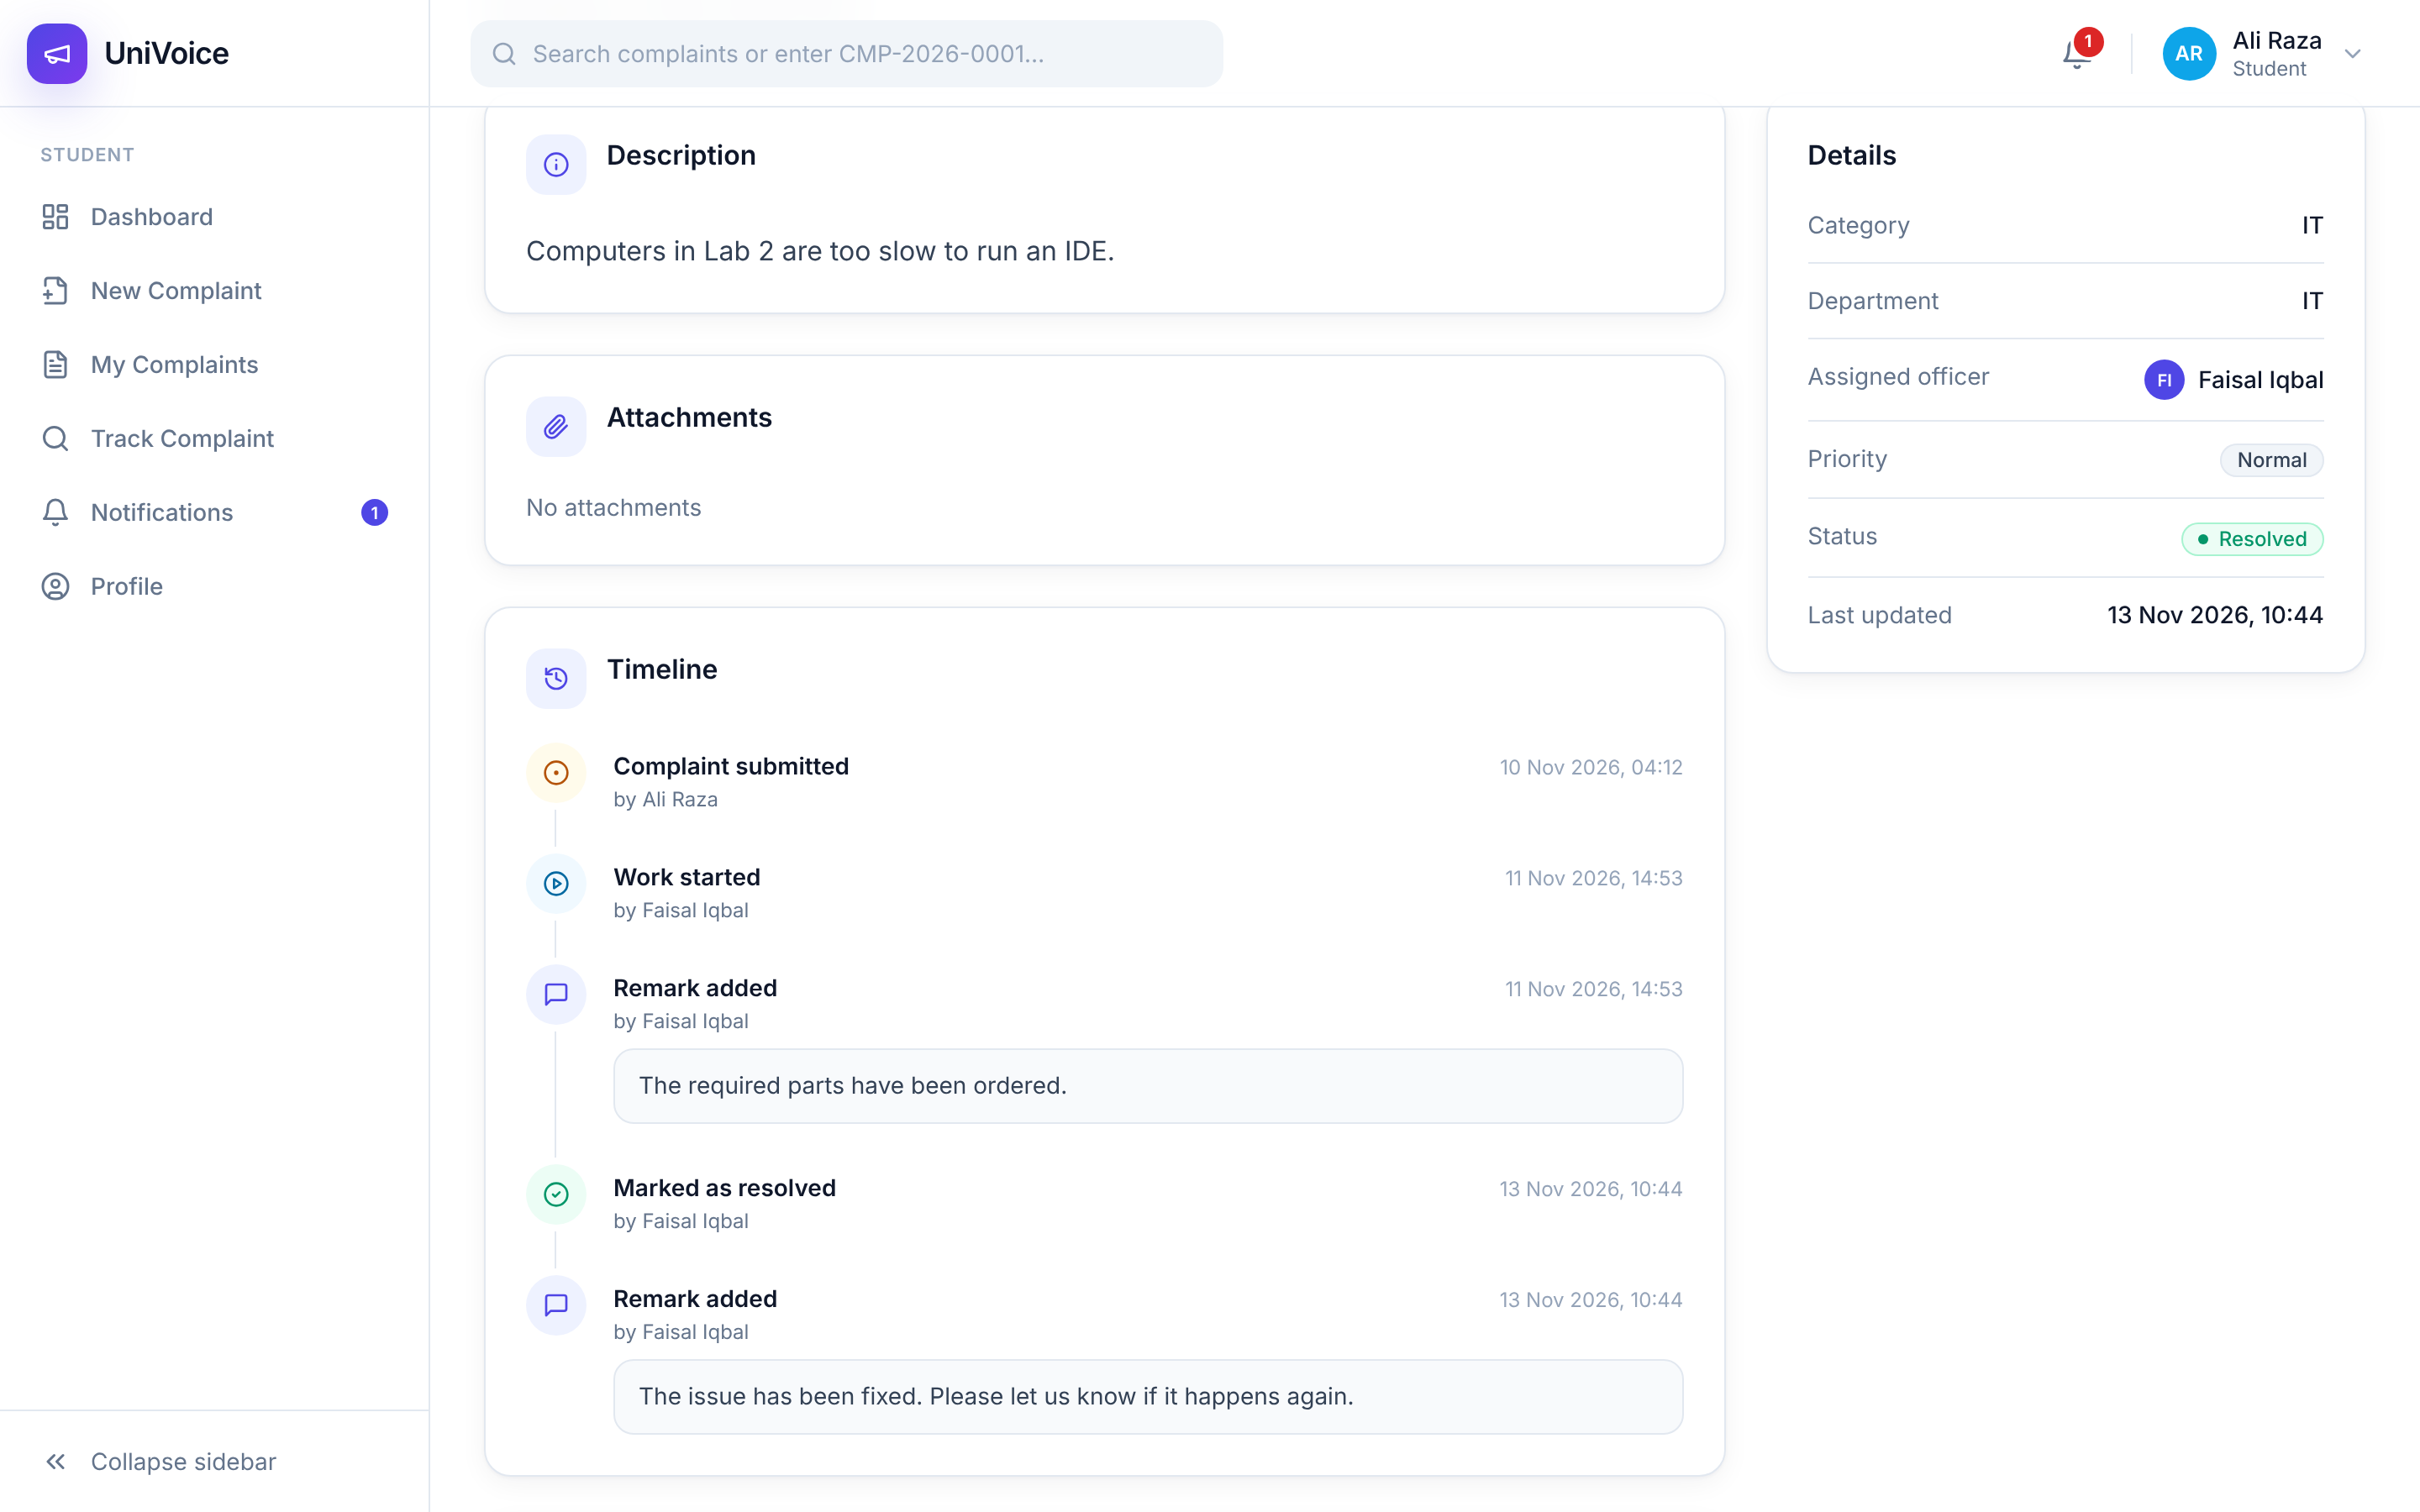 UniVoice
Search complaints or enter CMP-2026-0001...
1
AR
Ali Raza
Student
STUDENT
Dashboard
New Complaint
My Complaints
Track Complaint
Notifications
1
Profile
Collapse sidebar
Description
Computers in Lab 2 are too slow to run an IDE.
Attachments
No attachments
Timeline
Complaint submitted
10 Nov 2026, 04:12
by Ali Raza
Work started
11 Nov 2026, 14:53
by Faisal Iqbal
Remark added
11 Nov 2026, 14:53
by Faisal Iqbal
The required parts have been ordered.
Marked as resolved
13 Nov 2026, 10:44
by Faisal Iqbal
Remark added
13 Nov 2026, 10:44
by Faisal Iqbal
The issue has been fixed. Please let us know if it happens again.
Details
Category IT
Department IT
Assigned officer FI Faisal Iqbal
Priority Normal
Status Resolved
Last updated 13 Nov 2026, 10:44